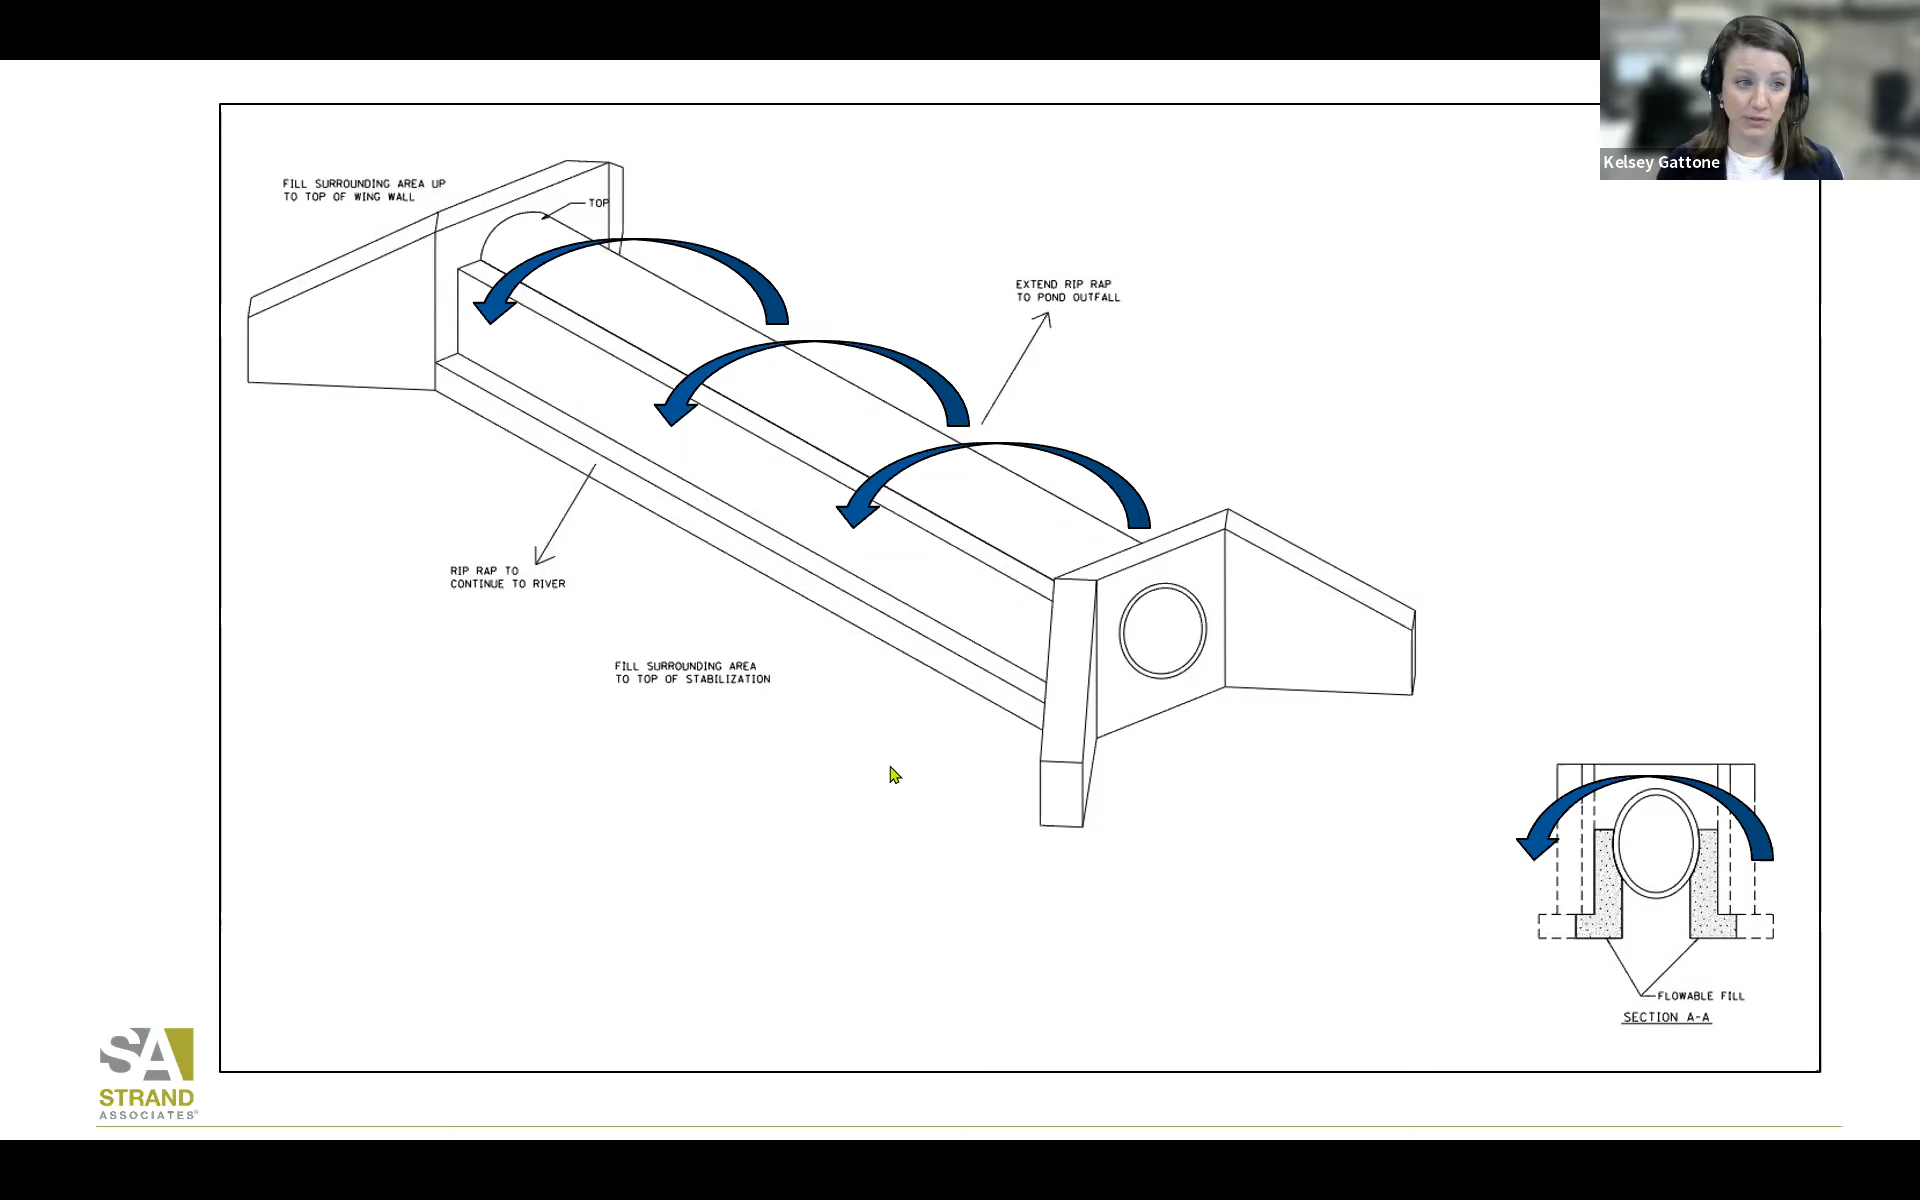 Kelsey Gattone
FILL SURROUNDING AREA UP
TO TOP OF WING WALL
TOP
EXTEND RIP RAP
TO POND OUTFALL
RIP RAP TO
CONTINUE TO RIVER
FILL SURROUNDING AREA
TO TOP OF STABILIZATION
FLOWABLE FILL
SECTION A-A
SA
STRAND
ASSOCIATES®